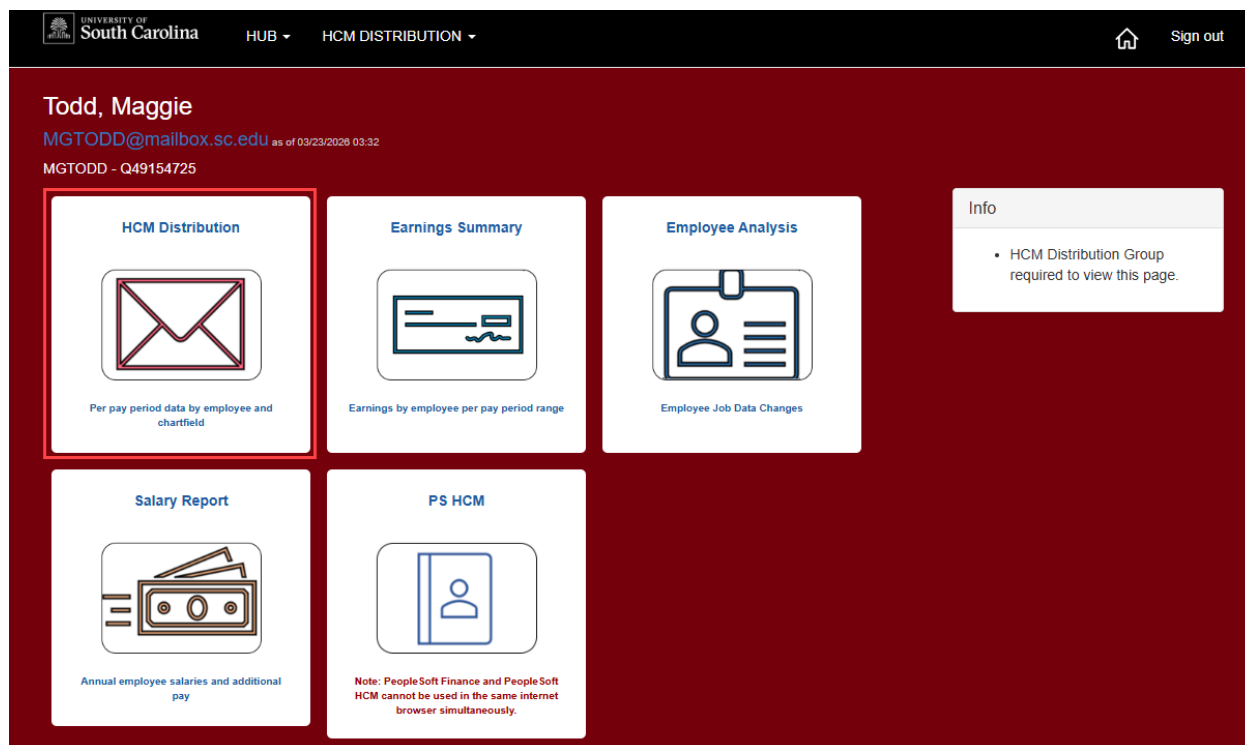 UNIVERSITY OF
South Carolina
HUB
HCM DISTRIBUTION
Sign out
Todd, Maggie
MGTODD@mailbox.sc.edu as of 03/23/2026 03:32
MGTODD - Q49154725
HCM Distribution
Per pay period data by employee and
chartfield
Earnings Summary
Earnings by employee per pay period range
Employee Analysis
Employee Job Data Changes
Info
• HCM Distribution Group
required to view this page.
Salary Report
Annual employee salaries and additional
pay
PS HCM
Note: PeopleSoft Finance and PeopleSoft
HCM cannot be used in the same internet
browser simultaneously.